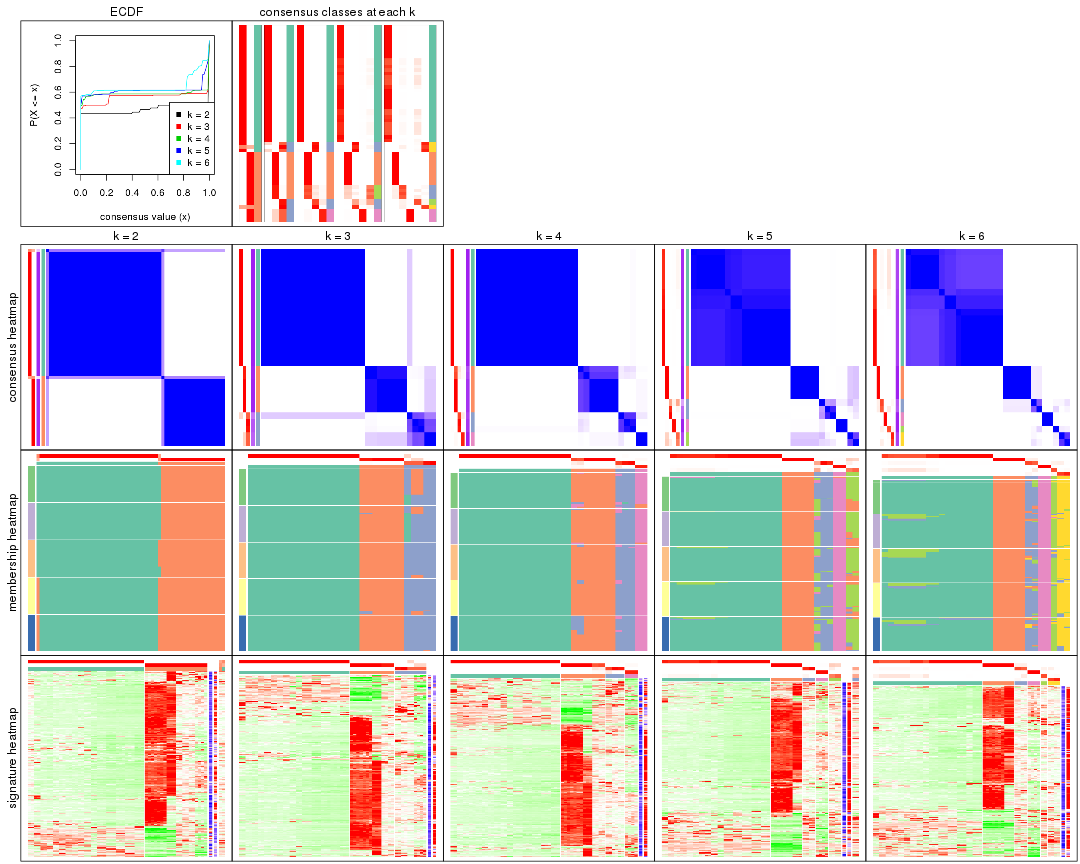 ECDF
consensus classes at each k
P(X <= x)
0.0 0.2 0.4 0.6 0.8 1.0
k = 2
k = 3
k = 4
k = 5
k = 6
0.0 0.2 0.4 0.6 0.8 1.0
consensus value (x)
k = 2
k = 3
k = 4
k = 5
k = 6
consensus heatmap
membership heatmap
signature heatmap